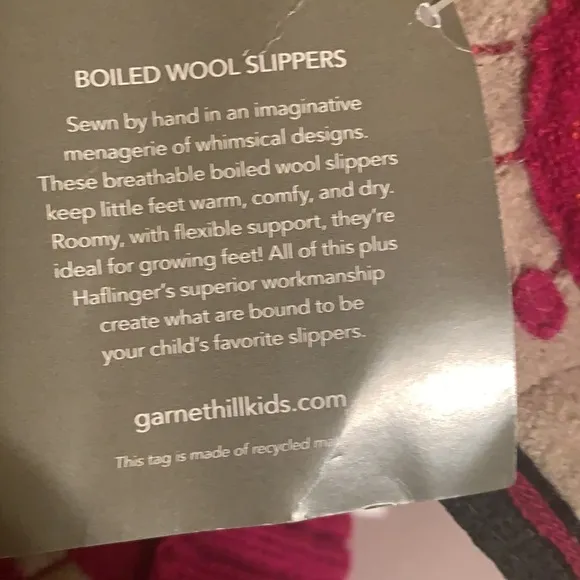 BOILED WOOL SLIPPERS
Sewn by hand in an imaginative
menagerie of whimsical designs.
These breathable boiled wool slippers
keep little feet warm, comfy, and dry.
Roomy, with flexible support, they're
ideal for growing feet! All of this plus
Haflinger's superior workmanship
create what are bound to be
your child's favorite slippers.
garnethillkids.com
This tag is made of recycled